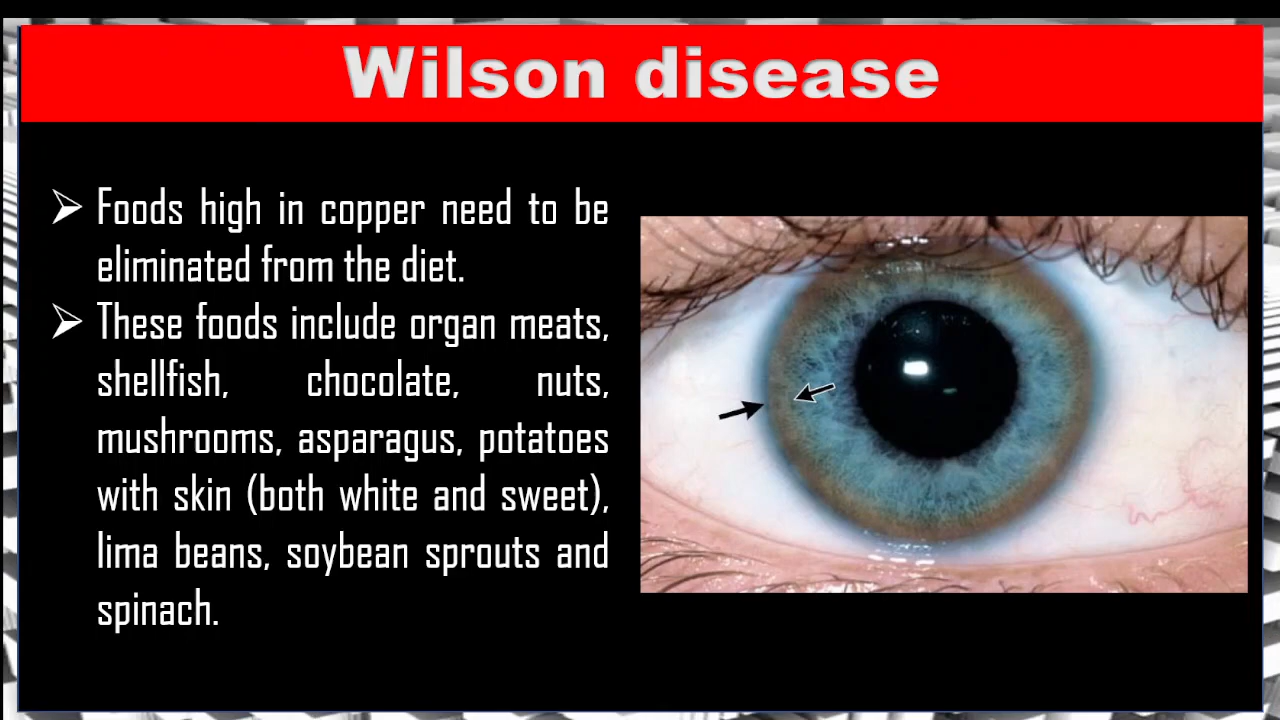 Wilson disease
Foods high in copper need to be
eliminated from the diet.
These foods include organ meats,
shellfish, chocolate, nuts,
mushrooms, asparagus, potatoes
with skin (both white and sweet),
lima beans, soybean sprouts and
spinach.